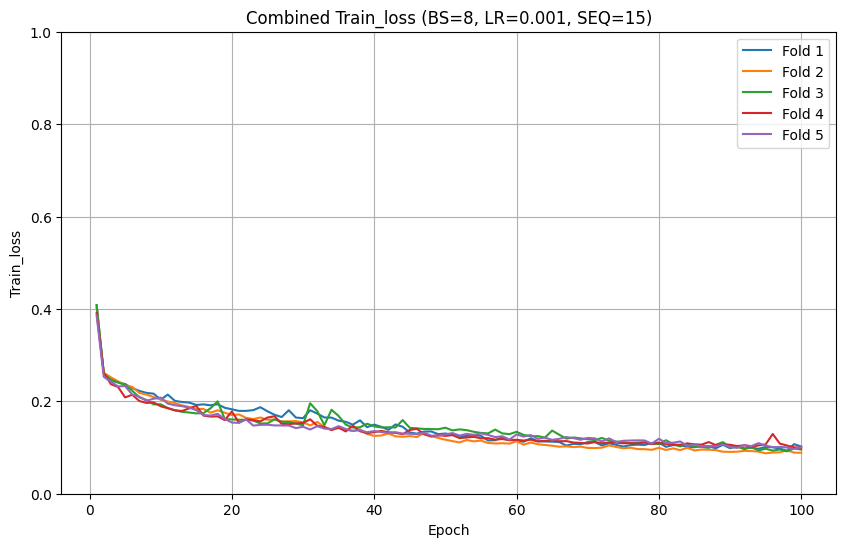 Combined Train_loss (BS=8, LR=0.001, SEQ=15)
1.0
0.8
0.6
0.4
0.2
0.0
Train_loss
0 20 40 60 80 100
Epoch
Fold 1
Fold 2
Fold 3
Fold 4
Fold 5